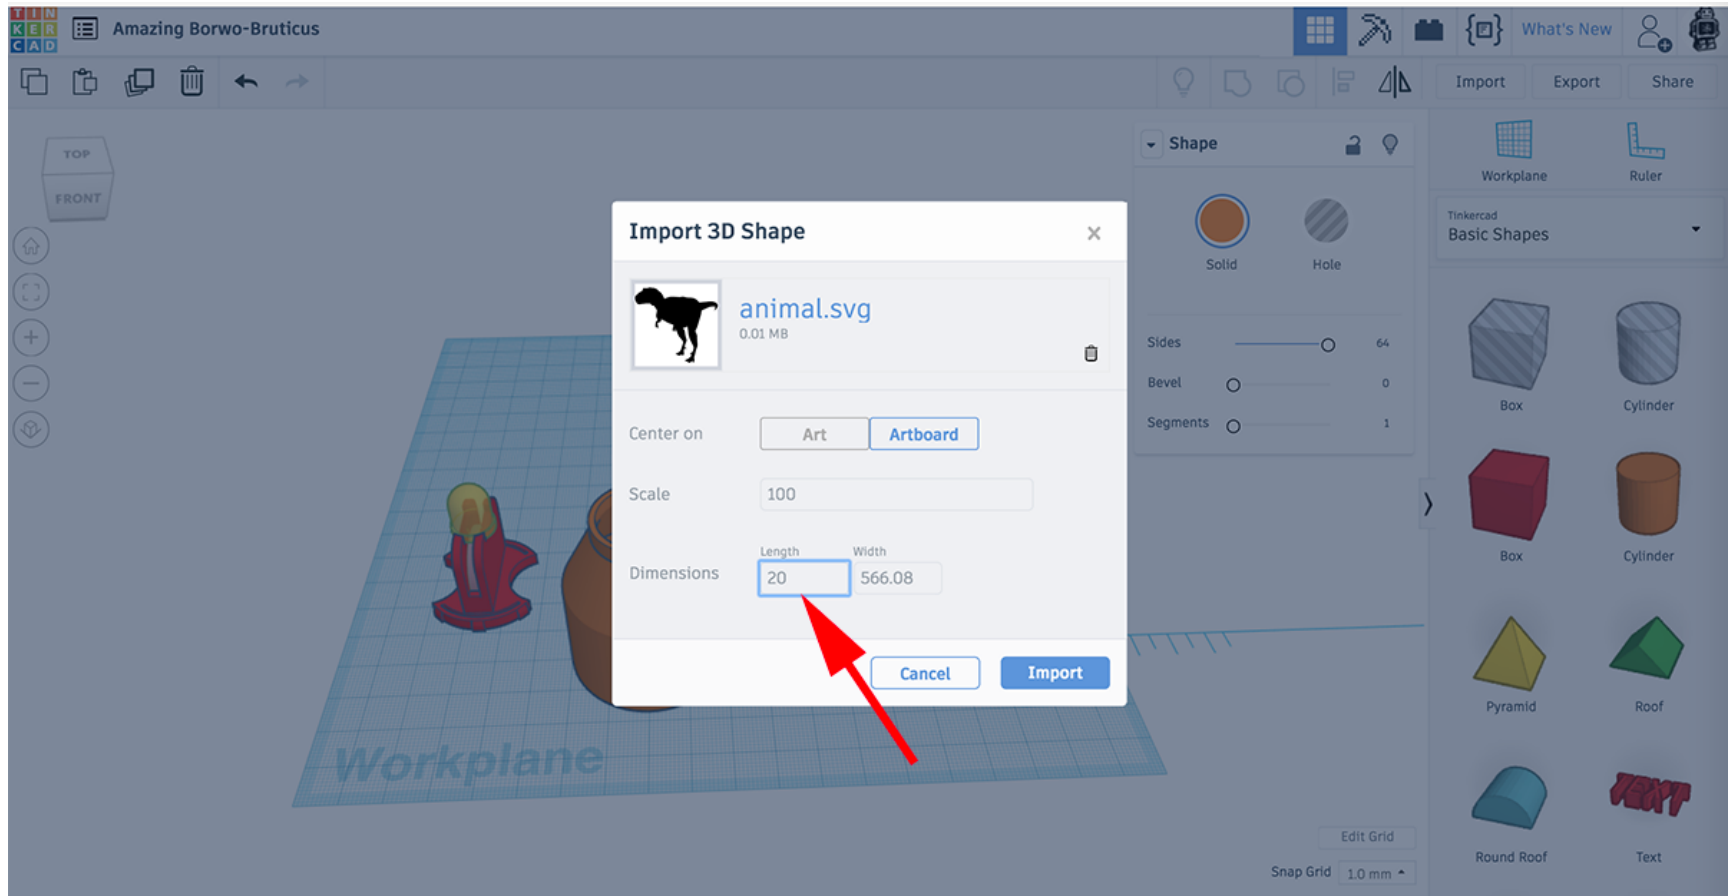 TIN
KER
CAD
Amazing Borwo-Bruticus
What's New
Import
Export
Share
TOP
FRONT
Shape
Solid
Hole
Sides
64
Bevel
0
Segments
1
Workplane
Ruler
Tinkercad
Basic Shapes
Box
Cylinder
Box
Cylinder
Pyramid
Roof
Round Roof
Text
TEXT
Import 3D Shape
animal.svg
0.01 MB
Center on
Art
Artboard
Scale
100
Length
Width
Dimensions
20
566.08
Cancel
Import
Workplane
Edit Grid
Snap Grid
1.0 mm